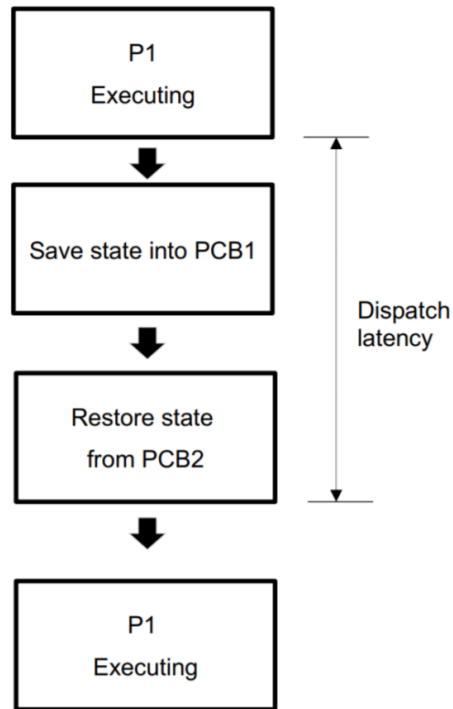 P1
Executing
Save state into PCB1
Dispatch
latency
Restore state
from PCB2
P1
Executing